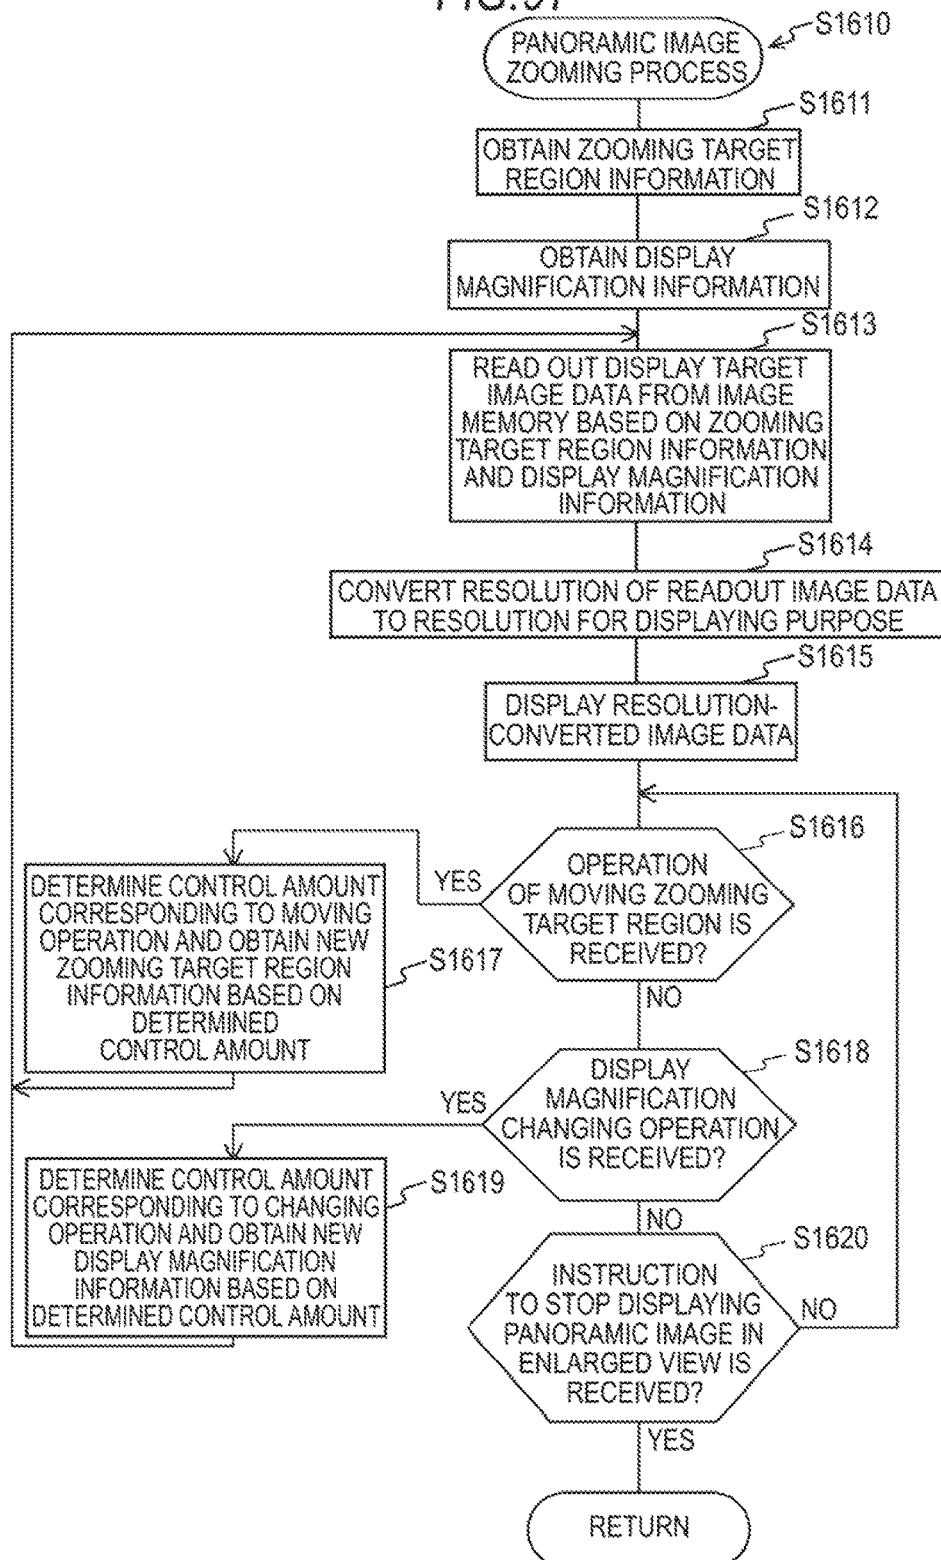 PANORAMIC IMAGE
ZOOMING PROCESS
S1610
S1611
OBTAIN ZOOMING TARGET
REGION INFORMATION
S1612
OBTAIN DISPLAY
MAGNIFICATION INFORMATION
S1613
READ OUT DISPLAY TARGET
IMAGE DATA FROM IMAGE
MEMORY BASED ON ZOOMING
TARGET REGION INFORMATION
AND DISPLAY MAGNIFICATION
INFORMATION
S1614
CONVERT RESOLUTION OF READOUT IMAGE DATA
TO RESOLUTION FOR DISPLAYING PURPOSE
S1615
DISPLAY RESOLUTION-
CONVERTED IMAGE DATA
S1616
OPERATION
OF MOVING ZOOMING
TARGET REGION IS
RECEIVED?
YES
NO
DETERMINE CONTROL AMOUNT
CORRESPONDING TO MOVING
OPERATION AND OBTAIN NEW
ZOOMING TARGET REGION
INFORMATION BASED ON
DETERMINED
CONTROL AMOUNT
S1617
S1618
DISPLAY
MAGNIFICATION
CHANGING OPERATION
IS RECEIVED?
YES
NO
DETERMINE CONTROL AMOUNT
CORRESPONDING TO CHANGING
OPERATION AND OBTAIN NEW
DISPLAY MAGNIFICATION
INFORMATION BASED ON
DETERMINED CONTROL AMOUNT
S1619
S1620
INSTRUCTION
TO STOP DISPLAYING
PANORAMIC IMAGE IN
ENLARGED VIEW IS
RECEIVED?
NO
YES
RETURN